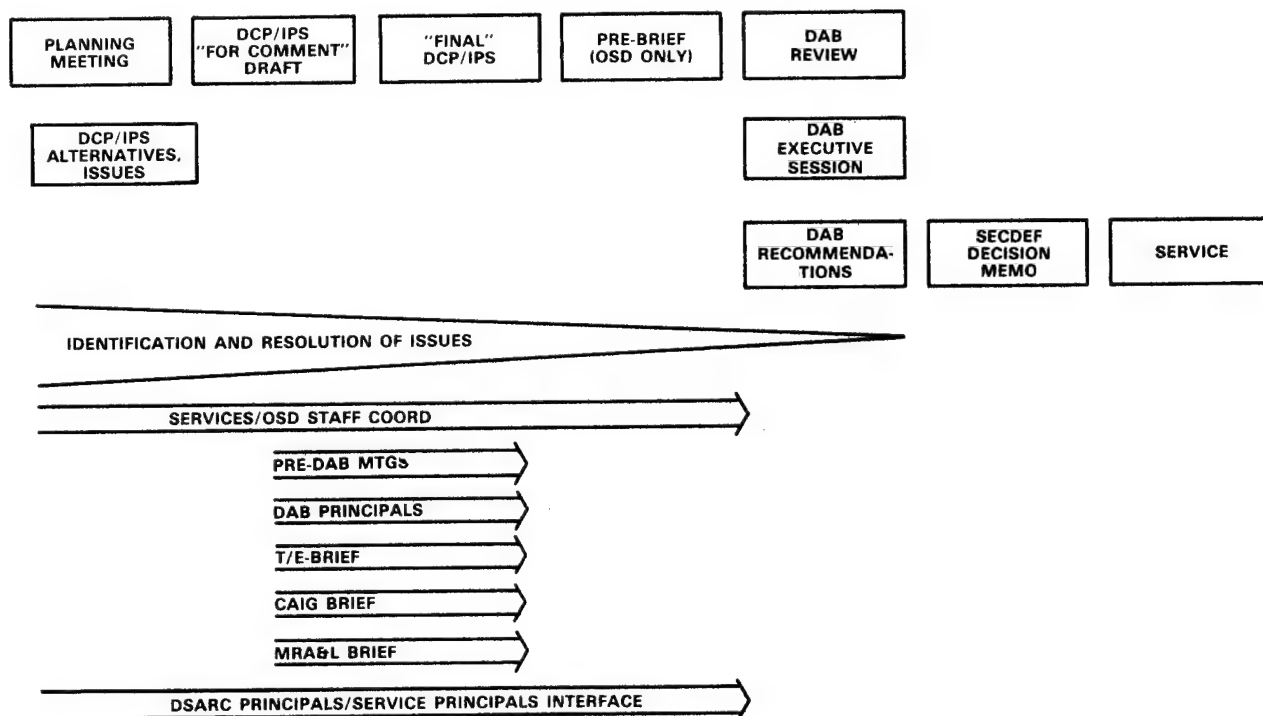 PLANNING
MEETING
DCP/IPS
"FOR COMMENT"
DRAFT
"FINAL"
DCP/IPS
PRE-BRIEF
(OSD ONLY)
DAB
REVIEW
DCP/IPS
ALTERNATIVES,
ISSUES
DAB
EXECUTIVE
SESSION
DAB
RECOMMENDA-
TIONS
SECDEF
DECISION
MEMO
SERVICE
IDENTIFICATION AND RESOLUTION OF ISSUES
SERVICES/OSD STAFF COORD
PRE-DAB MTGS
DAB PRINCIPALS
T/E-BRIEF
CAIG BRIEF
MRA&L BRIEF
DSARC PRINCIPALS/SERVICE PRINCIPALS INTERFACE